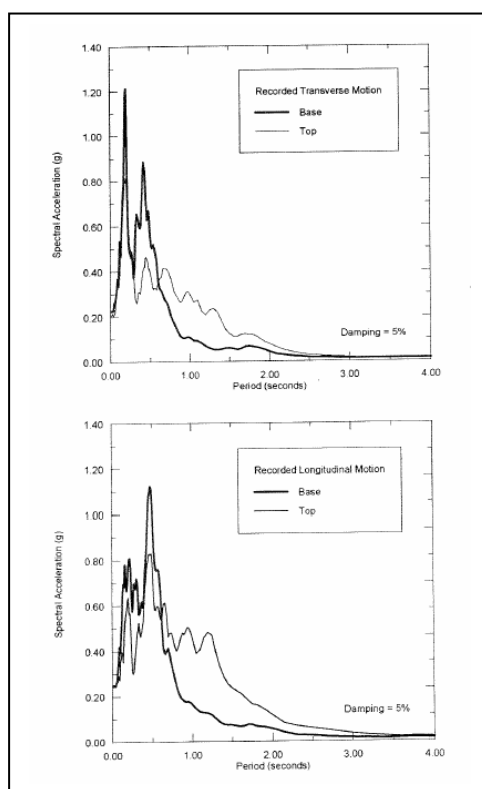 1.40
1.20
1.00
0.80
0.60
0.40
0.20
0.00
Spectral Acceleration (g)
Recorded Transverse Motion
Base
Top
Damping = 5%
0.00 1.00 2.00 3.00 4.00
Period (seconds)
1.40
1.20
1.00
0.80
0.60
0.40
0.20
0.00
Spectral Acceleration (g)
Recorded Longitudinal Motion
Base
Top
Damping = 5%
0.00 1.00 2.00 3.00 4.00
Period (seconds)